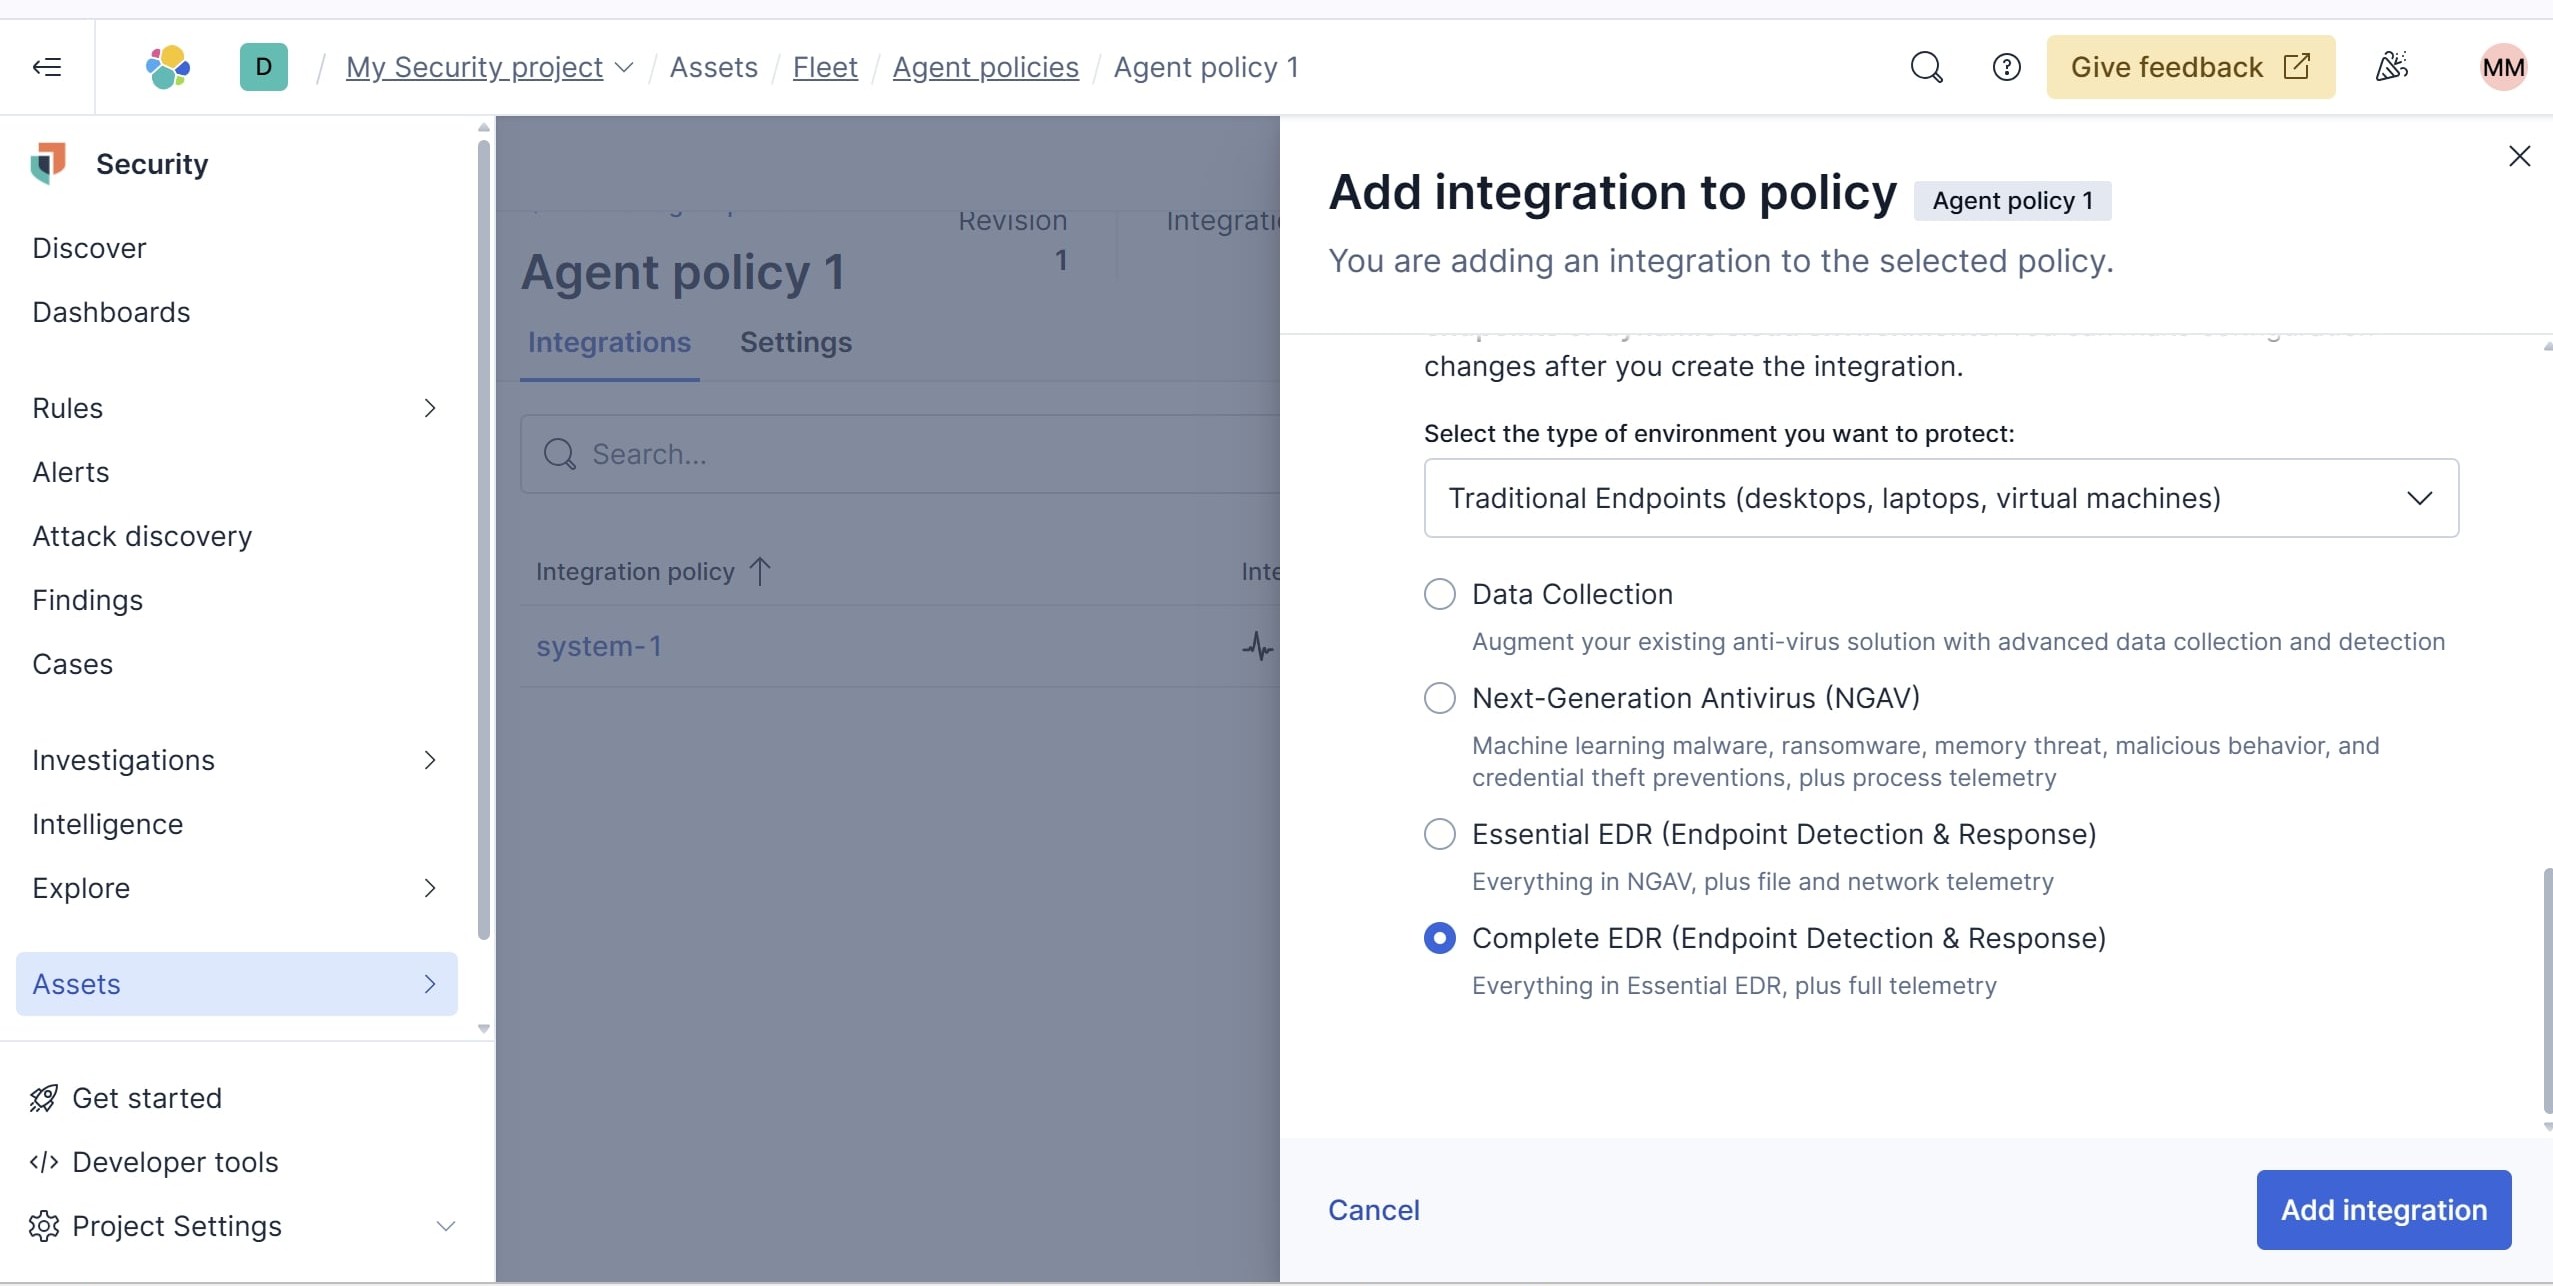 D / My Security project / Assets / Fleet / Agent policies / Agent policy 1
Give feedback
MM
Security
Discover
Dashboards
Rules
Alerts
Attack discovery
Findings
Cases
Investigations
Intelligence
Explore
Assets
Get started
Developer tools
Project Settings
Revision
1
Agent policy 1
Integrations
Settings
Search...
Integration policy
system-1
Add integration to policy
Agent policy 1
You are adding an integration to the selected policy.
changes after you create the integration.
Select the type of environment you want to protect:
Traditional Endpoints (desktops, laptops, virtual machines)
Data Collection
Augment your existing anti-virus solution with advanced data collection and detection
Next-Generation Antivirus (NGAV)
Machine learning malware, ransomware, memory threat, malicious behavior, and
credential theft preventions, plus process telemetry
Essential EDR (Endpoint Detection & Response)
Everything in NGAV, plus file and network telemetry
Complete EDR (Endpoint Detection & Response)
Everything in Essential EDR, plus full telemetry
Cancel
Add integration